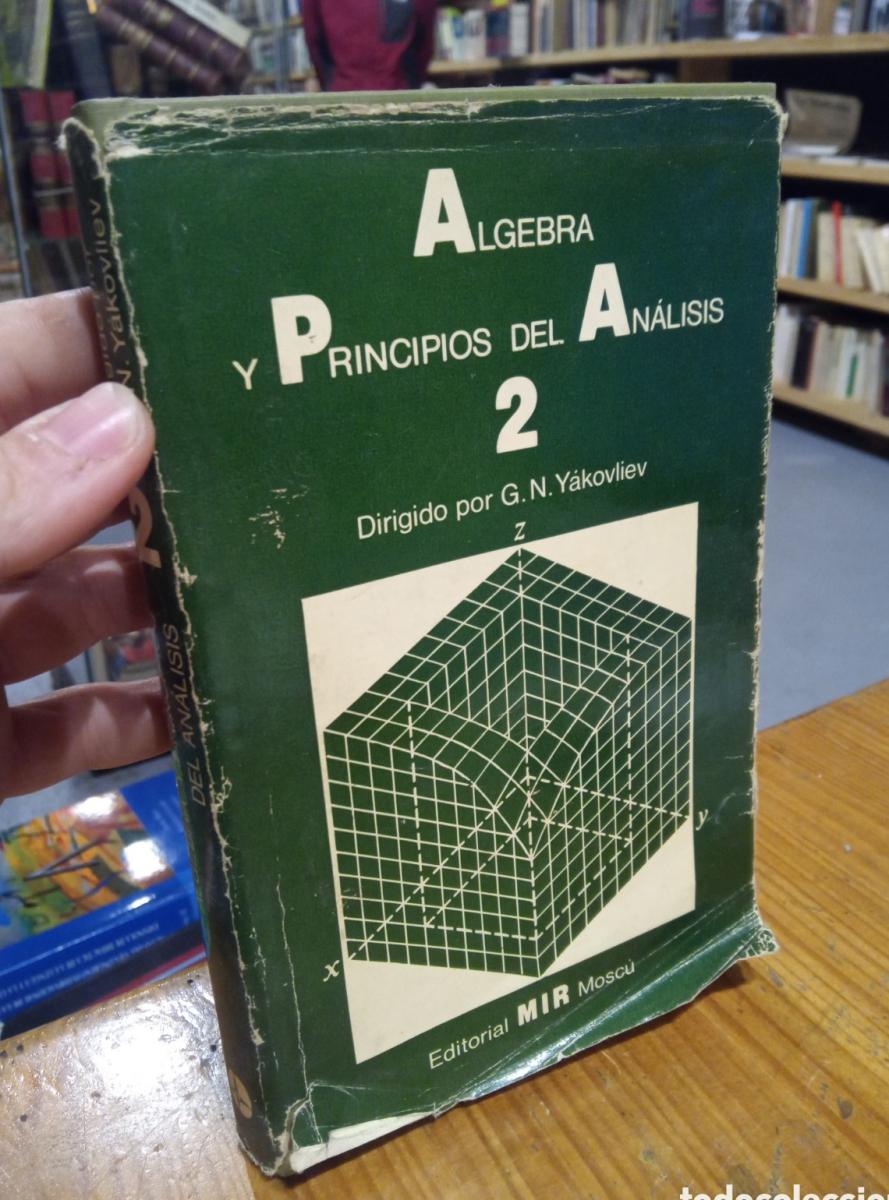 ALGEBRA
Y PRINCIPIOS DEL ANÁLISIS
2
Dirigido por G. N. Yákovliev
z
y
x
Editorial MIR Moscú
N. Yákovliev
2
DEL ANÁLISIS